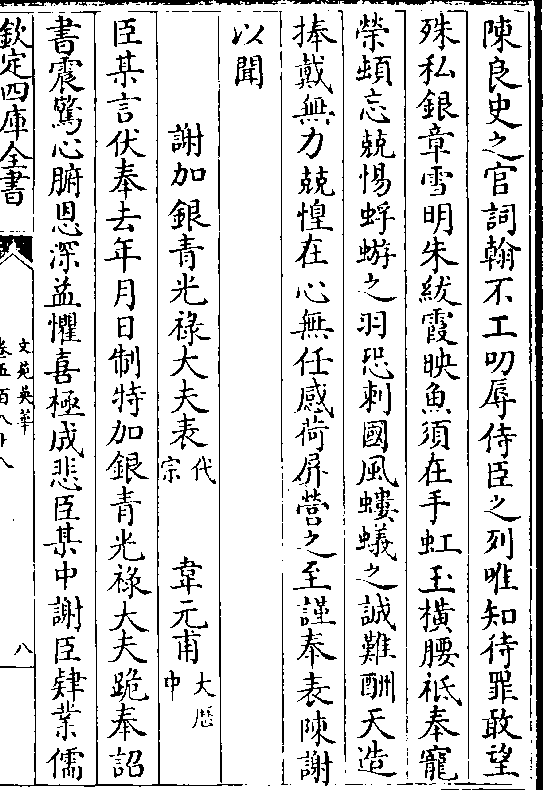 陳良史之官詞翰不工叨辱侍臣之列唯知待罪敢望
殊私銀章雪明朱紱霞映魚須在手虹玉橫腰祗奉寵
榮頓忘兢惕蜉蝣之羽恐刺國風螻蟻之誠難酬天造
捧戴無力兢惶在心無任感荷屏營之至謹奉表陳謝
以聞
謝加銀青光祿大夫表代宗 韋元甫大厯中
臣某言伏奉去年月日制特加銀青光祿大夫跪奉詔
書震驚心腑恩深益懼喜極成悲臣某中謝臣肄業儒
欽定四庫全書
文苑英華
卷五百八十八
八